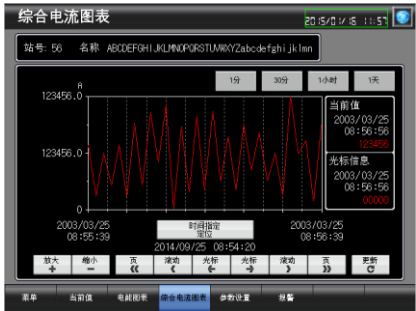 综合电流图表
2015/01/15 11:57
站号: 56 名称 ABCDEFGHIJKLMNOPQRSTUVWXYZabcdefghijklmn
1分 30分 1小时 1天
A
123456.0
123456.0
0
当前值
2003/03/25
08:56:56
123456
光标信息
2003/03/25
08:56:56
00000
2003/03/25
08:55:39
时间指定
定位
2014/09/25 08:54:20
2003/03/25
08:56:39
放大 缩小 页 滚动 光标 光标 滚动 页 更新
菜单 当前值 电能图表 综合电流图表 参数设置 报警